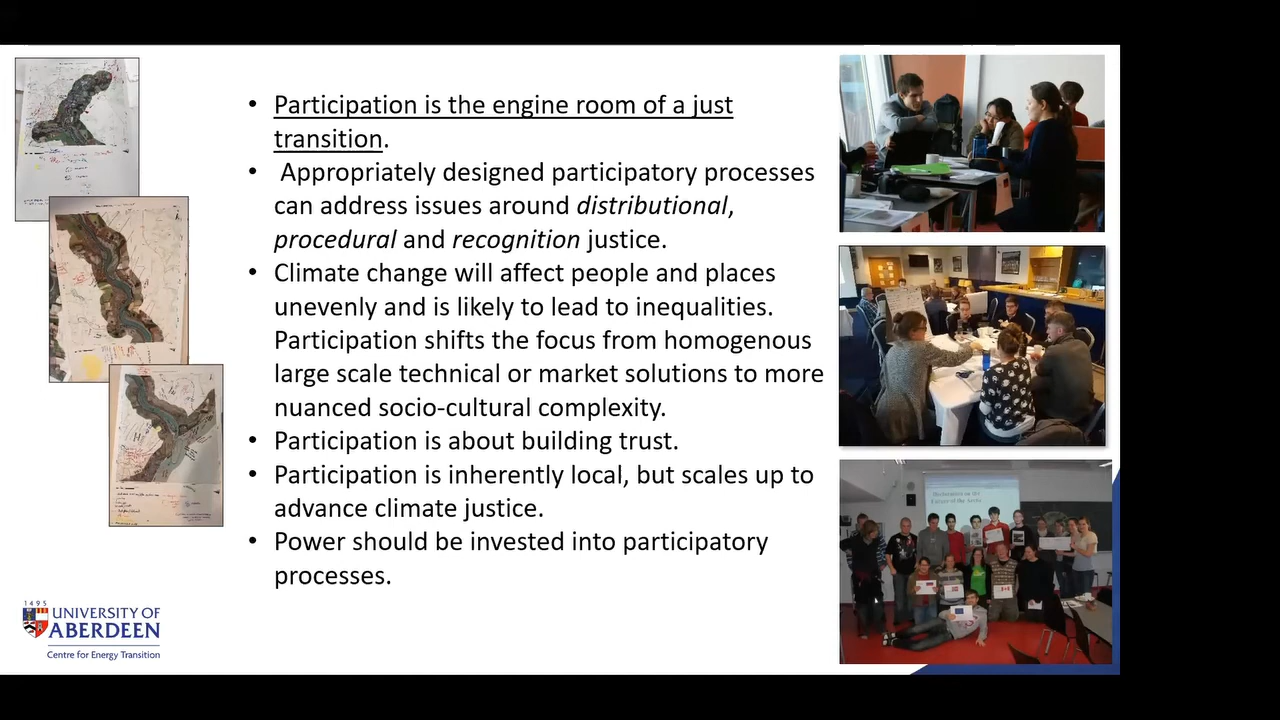 • Participation is the engine room of a just
transition.
• Appropriately designed participatory processes
can address issues around distributional,
procedural and recognition justice.
• Climate change will affect people and places
unevenly and is likely to lead to inequalities.
Participation shifts the focus from homogenous
large scale technical or market solutions to more
nuanced socio-cultural complexity.
• Participation is about building trust.
• Participation is inherently local, but scales up to
advance climate justice.
• Power should be invested into participatory
processes.
1495
UNIVERSITY OF
ABERDEEN
Centre for Energy Transition